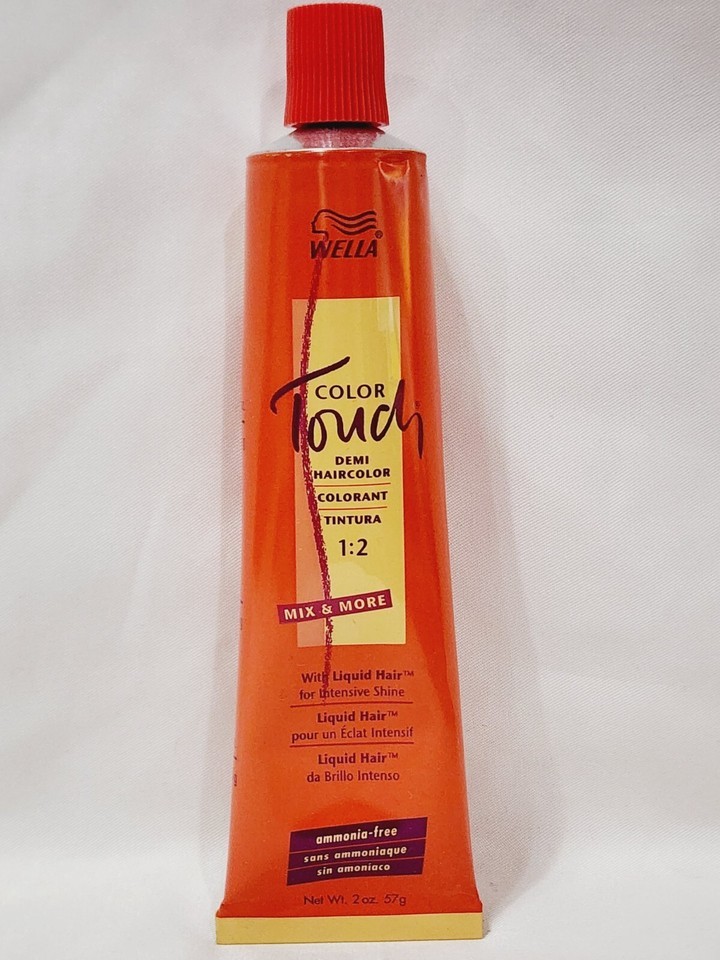 WELLA®
COLOR
Touch
DEMI
HAIRCOLOR
COLORANT
TINTURA
1:2
MIX & MORE
With Liquid Hair™
for Intensive Shine
Liquid Hair™
pour un Éclat Intensif
Liquid Hair™
da Brillo Intenso
ammonia-free
sans ammoniaque
sin amoníaco
Net Wt. 2 oz. 57g